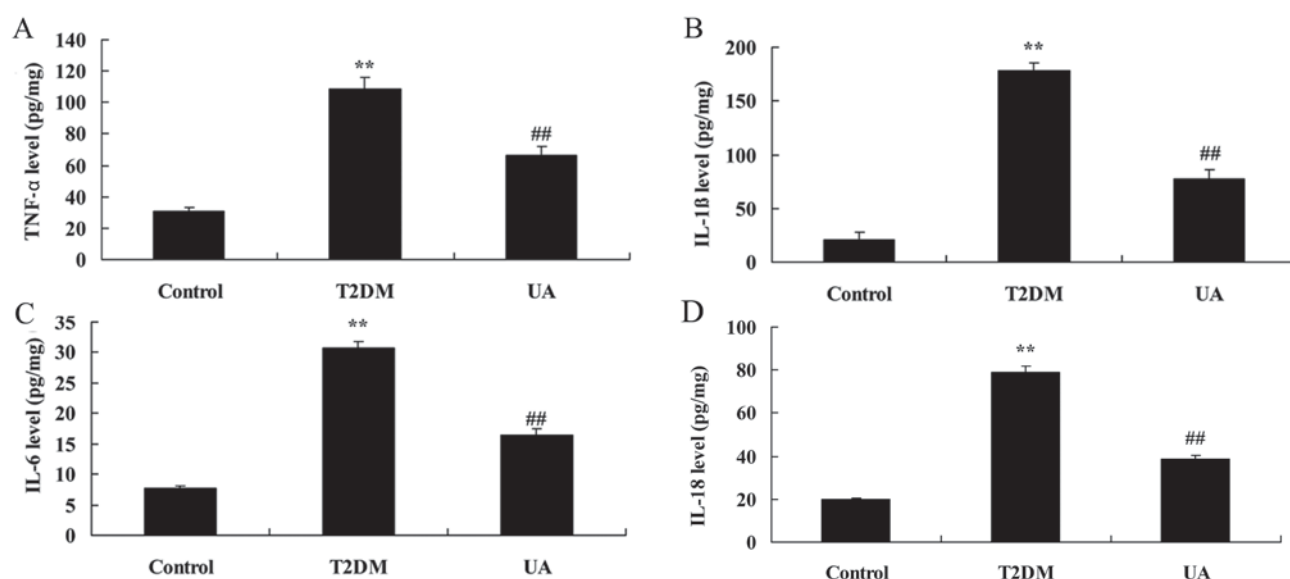 A
TNF-α level (pg/mg)
140
120
100
80
60
40
20
0
**
##
Control T2DM UA
B
IL-1ß level (pg/mg)
200
150
100
50
0
**
##
Control T2DM UA
C
IL-6 level (pg/mg)
35
30
25
20
15
10
5
0
**
##
Control T2DM UA
D
IL-18 level (pg/mg)
100
80
60
40
20
0
**
##
Control T2DM UA